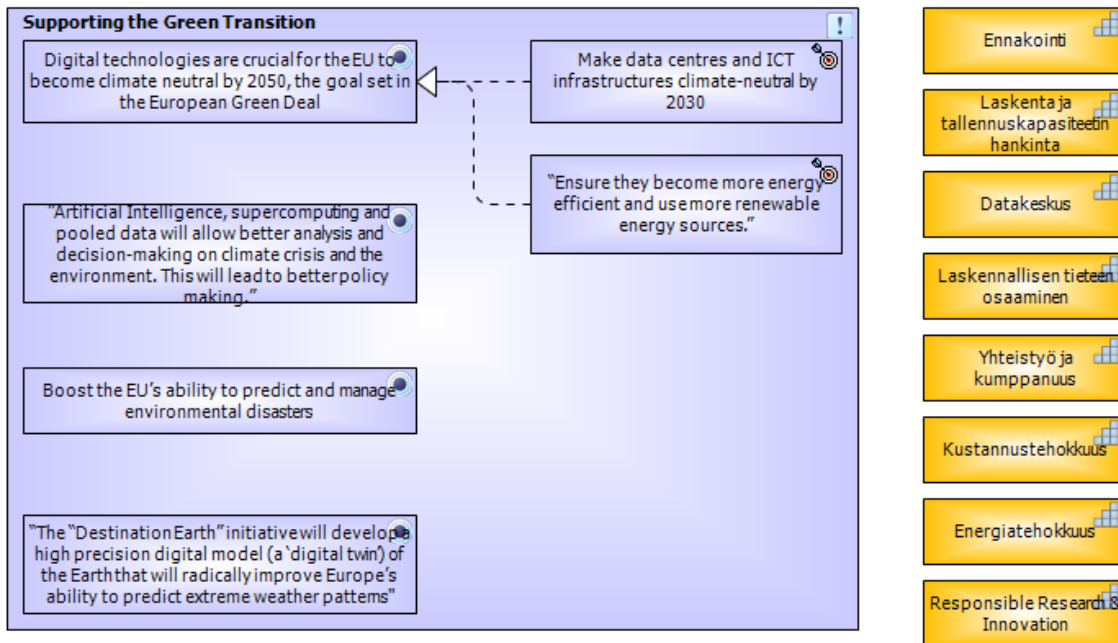 Supporting the Green Transition
!
Digital technologies are crucial for the EU to
become climate neutral by 2050, the goal set in
the European Green Deal
Make data centres and ICT
infrastructures climate-neutral by
2030
"Ensure they become more energy
efficient and use more renewable
energy sources."
"Artificial Intelligence, supercomputing and
pooled data will allow better analysis and
decision-making on climate crisis and the
environment. This will lead to better policy
making."
Boost the EU's ability to predict and manage
environmental disasters
"The "Destination Earth" initiative will develop a
high precision digital model (a 'digital twin') of
the Earth that will radically improve Europe's
ability to predict extreme weather patterns"
Ennakointi
Laskenta ja
tallennuskapasiteetin
hankinta
Datakeskus
Laskennallisen tieteen
osaaminen
Yhteistyö ja
kumppanuus
Kustannustehokkuus
Energiatehokkuus
Responsible Research &
Innovation